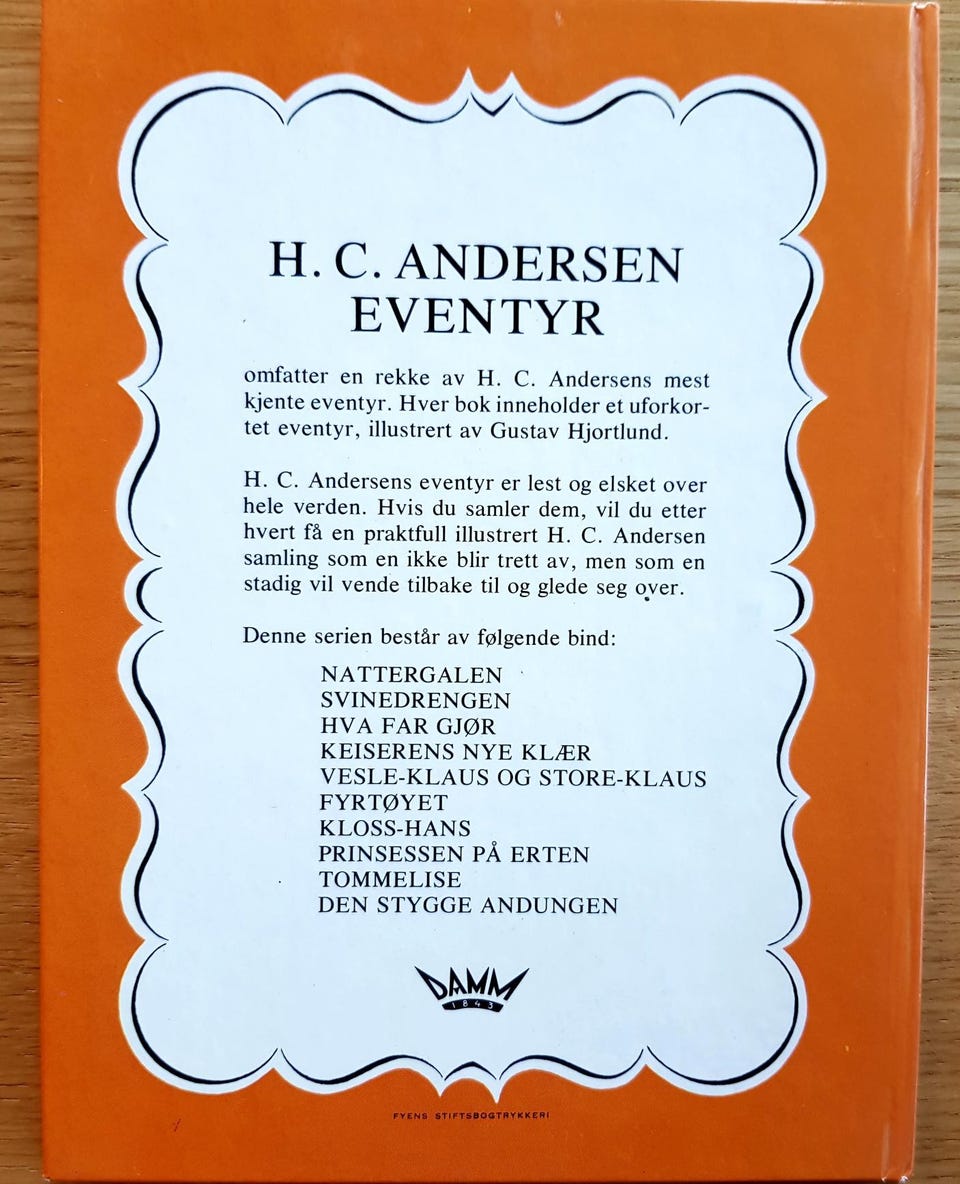 H. C. ANDERSEN
EVENTYR
omfatter en rekke av H. C. Andersens mest
kjente eventyr. Hver bok inneholder et uforkor-
tet eventyr, illustrert av Gustav Hjortlund.
H. C. Andersens eventyr er lest og elsket over
hele verden. Hvis du samler dem, vil du etter
hvert få en praktfull illustrert H. C. Andersen
samling som en ikke blir trett av, men som en
stadig vil vende tilbake til og glede seg over.
Denne serien består av følgende bind:
NATTERGALEN
SVINEDRENGEN
HVA FAR GJØR
KEISERENS NYE KLÆR
VESLE-KLAUS OG STORE-KLAUS
FYRTØYET
KLOSS-HANS
PRINSESSEN PÅ ERTEN
TOMMELISE
DEN STYGGE ANDUNGEN
DAMM
1843
FYENS STIFTSBOGTRYKKERI